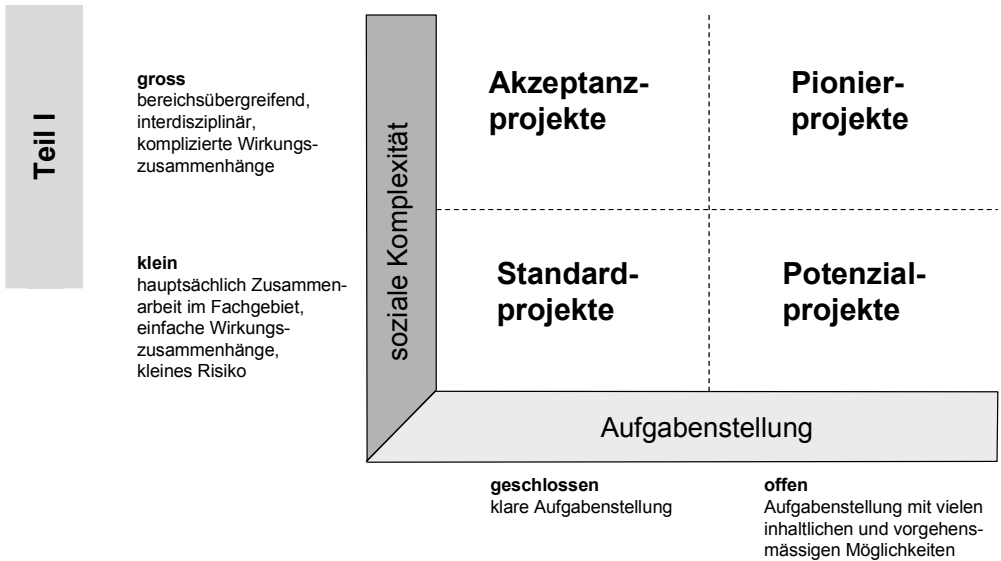 Teil I
gross
bereichsübergreifend,
interdisziplinär,
komplizierte Wirkungs-
zusammenhänge
klein
hauptsächlich Zusammen-
arbeit im Fachgebiet,
einfache Wirkungs-
zusammenhänge,
kleines Risiko
soziale Komplexität
Akzeptanz-
projekte
Pionier-
projekte
Standard-
projekte
Potenzial-
projekte
Aufgabenstellung
geschlossen
klare Aufgabenstellung
offen
Aufgabenstellung mit vielen
inhaltlichen und vorgehens-
mässigen Möglichkeiten